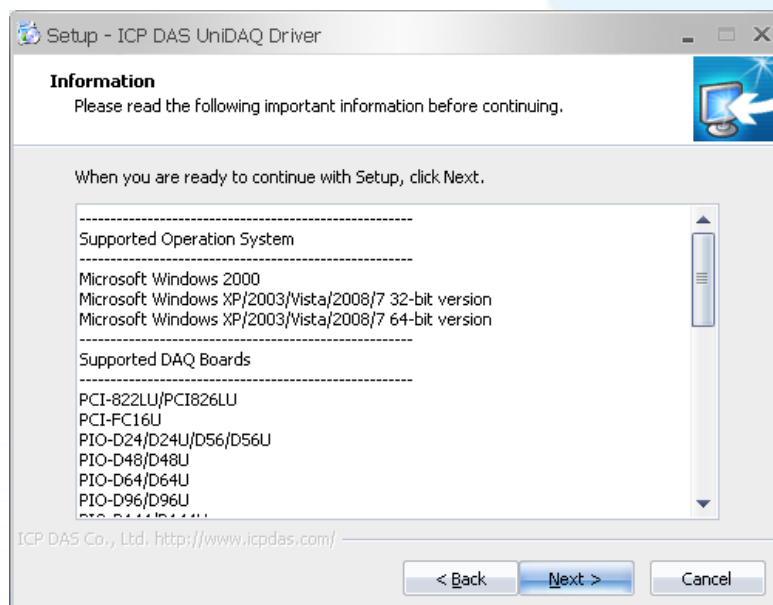 Setup - ICP DAS UniDAQ Driver
Information
Please read the following important information before continuing.
When you are ready to continue with Setup, click Next.
------------------------------------------------------
Supported Operation System
------------------------------------------------------
Microsoft Windows 2000
Microsoft Windows XP/2003/Vista/2008/7 32-bit version
Microsoft Windows XP/2003/Vista/2008/7 64-bit version
------------------------------------------------------
Supported DAQ Boards
------------------------------------------------------
PCI-822LU/PCI826LU
PCI-FC16U
PIO-D24/D24U/D56/D56U
PIO-D48/D48U
PIO-D64/D64U
PIO-D96/D96U
ICP DAS Co., Ltd. http://www.icpdas.com/
< Back
Next >
Cancel